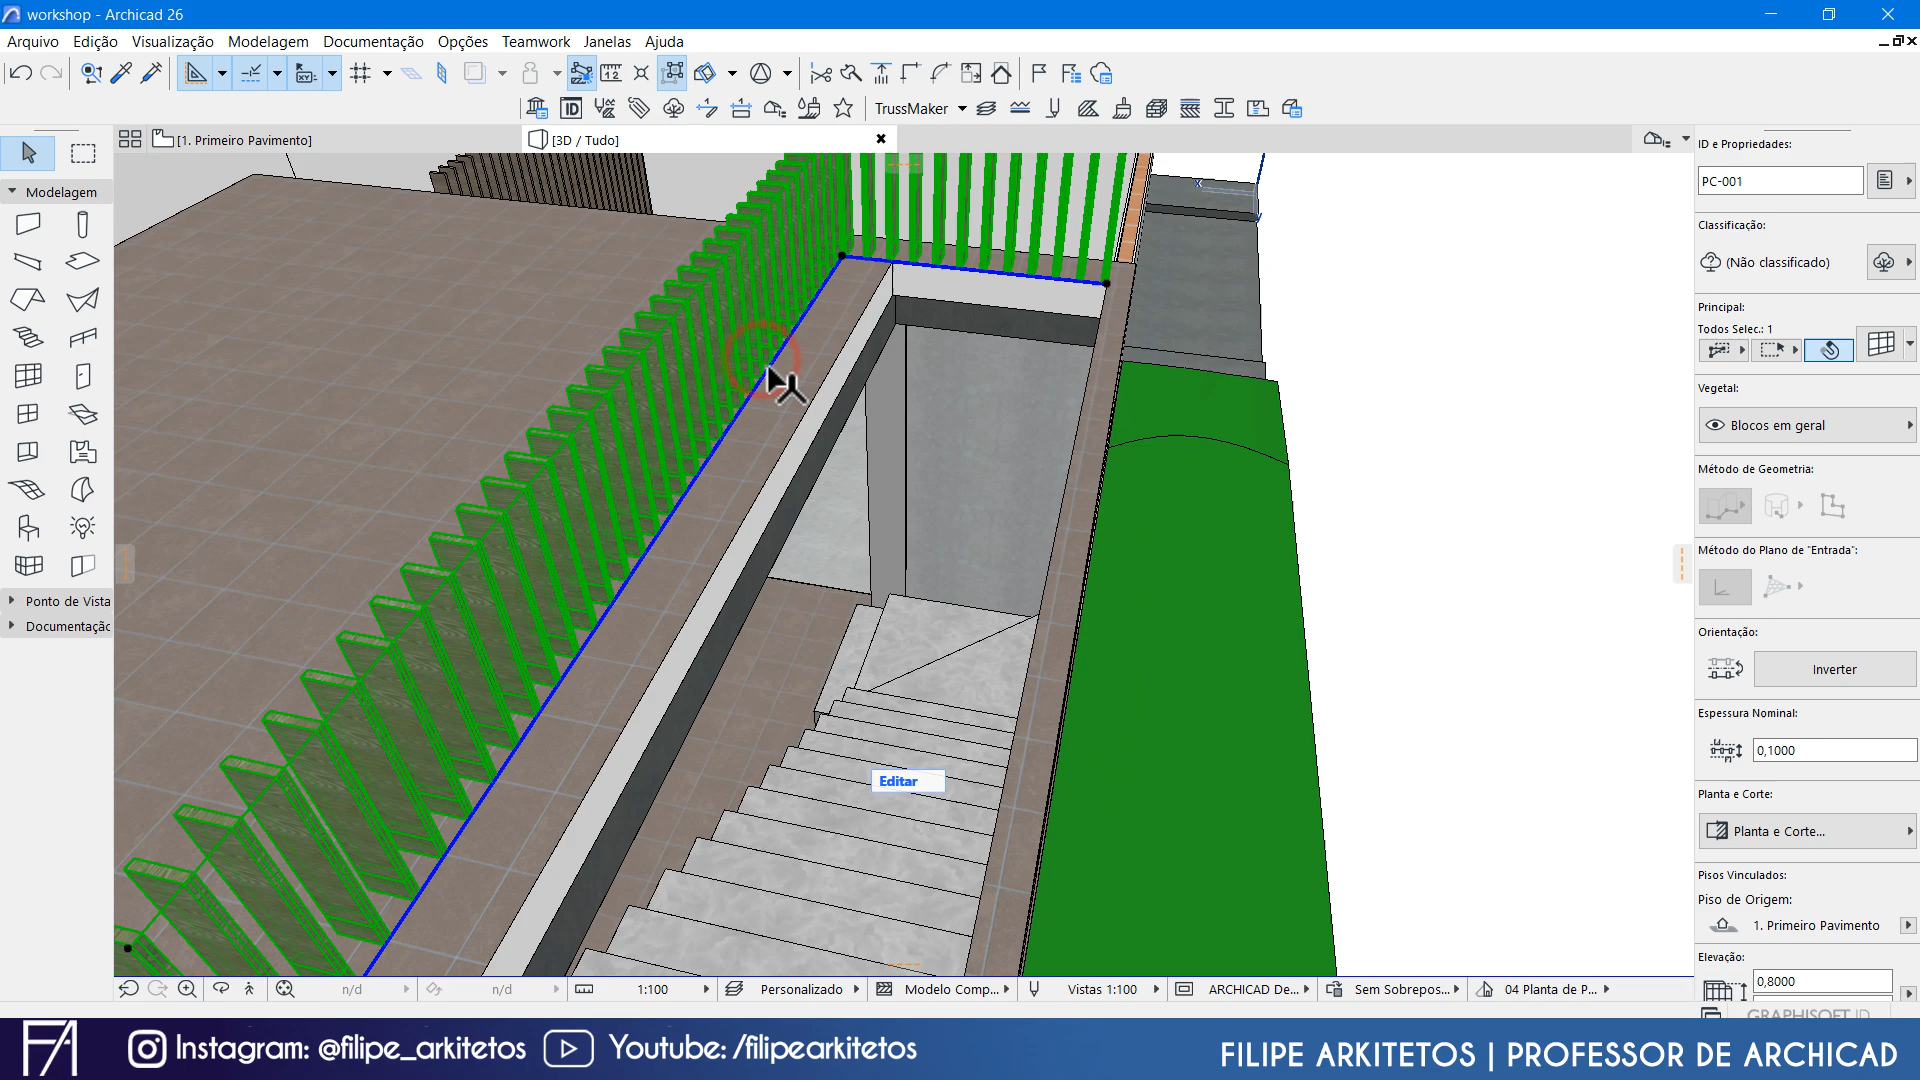 workshop - Archicad 26
Arquivo Edição Visualização Modelagem Documentação Opções Teamwork Janelas Ajuda
TrussMaker
[1. Primeiro Pavimento]
[3D / Tudo]
Modelagem
Ponto de Vista
Documentação
Editar
ID e Propriedades:
PC-001
Classificação:
(Não classificado)
Principal:
Todos Selec.: 1
Vegetal:
Blocos em geral
Método de Geometria:
Método do Plano de "Entrada":
Orientação:
Inverter
Espessura Nominal:
0,1000
Planta e Corte:
Planta e Corte...
Pisos Vinculados:
Piso de Origem:
1. Primeiro Pavimento
Elevação:
0,8000
n/d n/d 1:100 Personalizado Modelo Comp... Vistas 1:100 ARCHICAD De... Sem Sobrepos... 04 Planta de P...
GRAPHISOFT ID
FA Instagram: @filipe_arkitetos Youtube: /filipearkitetos
FILIPE ARKITETOS | PROFESSOR DE ARCHICAD